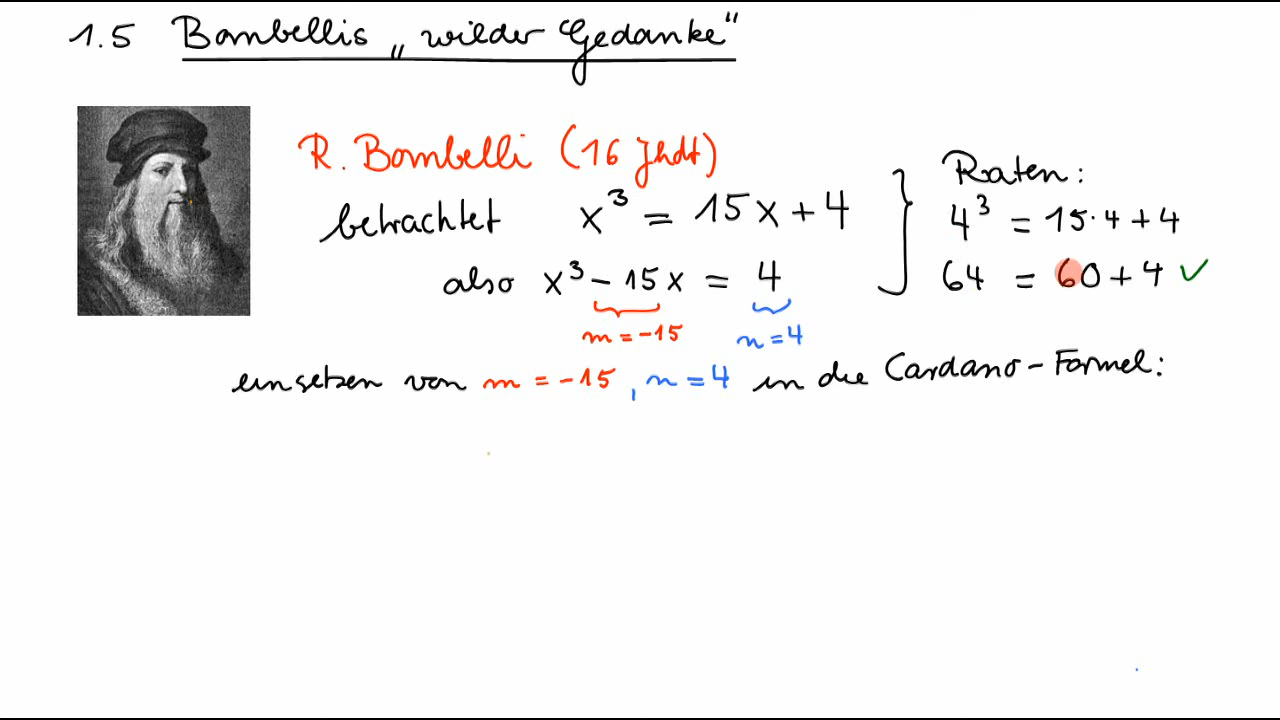 1.5 Bombellis „wilder Gedanke“
R. Bombelli (16 Jhdt)
betrachtet x³ = 15x + 4
also x³ - 15x = 4
m = -15 n = 4
Raten:
4³ = 15·4 + 4
64 = 60 + 4 ✓
einsetzen von m = -15, n = 4 in die Cardano-Formel: